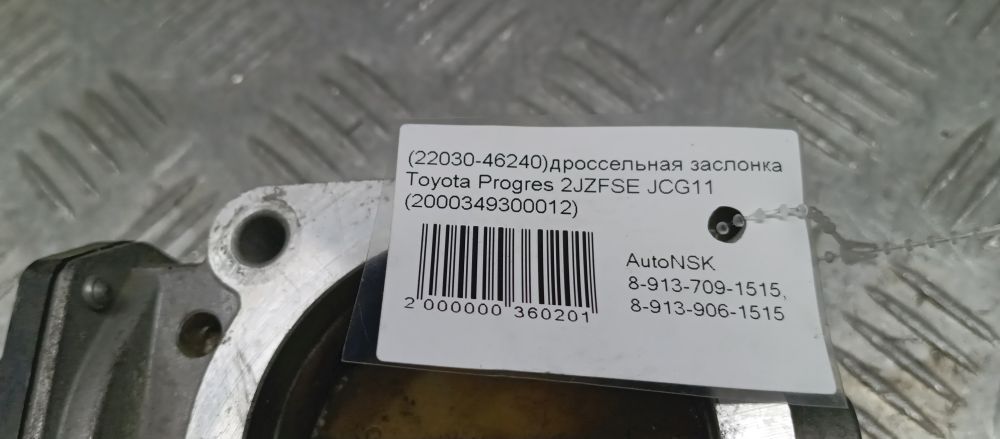 (22030-46240)дроссельная заслонка
Toyota Progres 2JZFSE JCG11
(2000349300012)
2 000000 360201
AutoNSK
8-913-709-1515,
8-913-906-1515